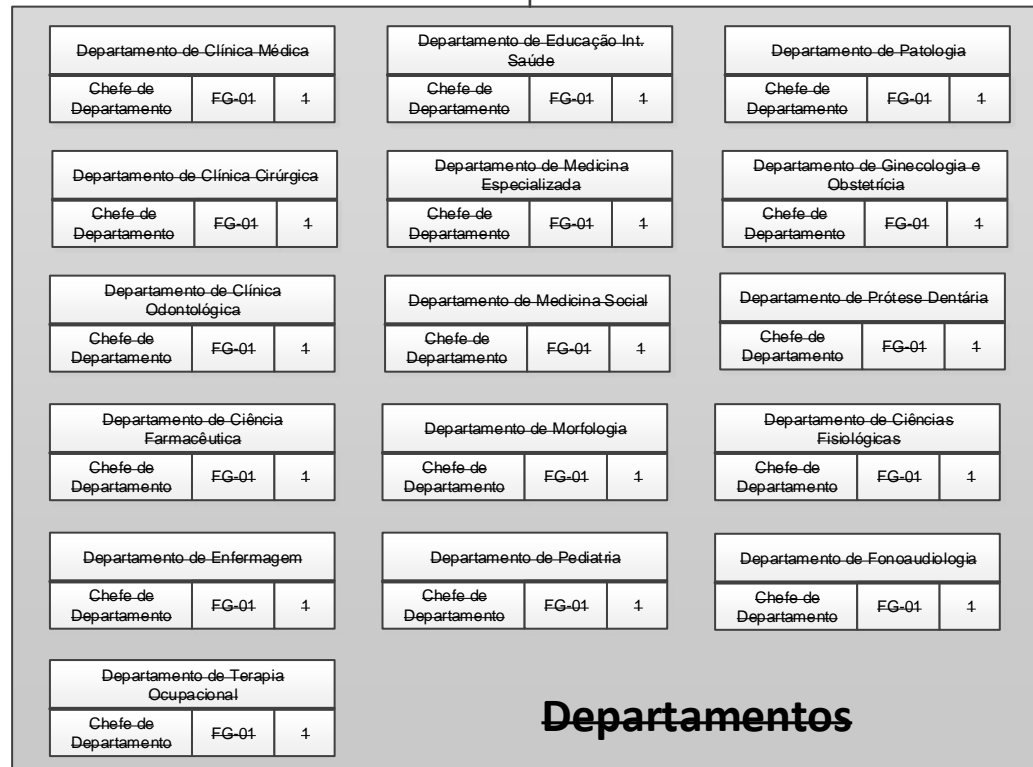 Departamento de Clínica Médica
Chefe de
Departamento
FG-01
1
Departamento de Educação Int.
Saúde
Chefe de
Departamento
FG-01
1
Departamento de Patologia
Chefe de
Departamento
FG-01
1
Departamento de Clínica Cirúrgica
Chefe de
Departamento
FG-01
1
Departamento de Medicina
Especializada
Chefe de
Departamento
FG-01
1
Departamento de Ginecologia e
Obstetrícia
Chefe de
Departamento
FG-01
1
Departamento de Clínica
Odontológica
Chefe de
Departamento
FG-01
1
Departamento de Medicina Social
Chefe de
Departamento
FG-01
1
Departamento de Prótese Dentária
Chefe de
Departamento
FG-01
1
Departamento de Ciência
Farmacêutica
Chefe de
Departamento
FG-01
1
Departamento de Morfologia
Chefe de
Departamento
FG-01
1
Departamento de Ciências
Fisiológicas
Chefe de
Departamento
FG-01
1
Departamento de Enfermagem
Chefe de
Departamento
FG-01
1
Departamento de Pediatria
Chefe de
Departamento
FG-01
1
Departamento de Fonoaudiologia
Chefe de
Departamento
FG-01
1
Departamento de Terapia
Ocupacional
Chefe de
Departamento
FG-01
1
Departamentos